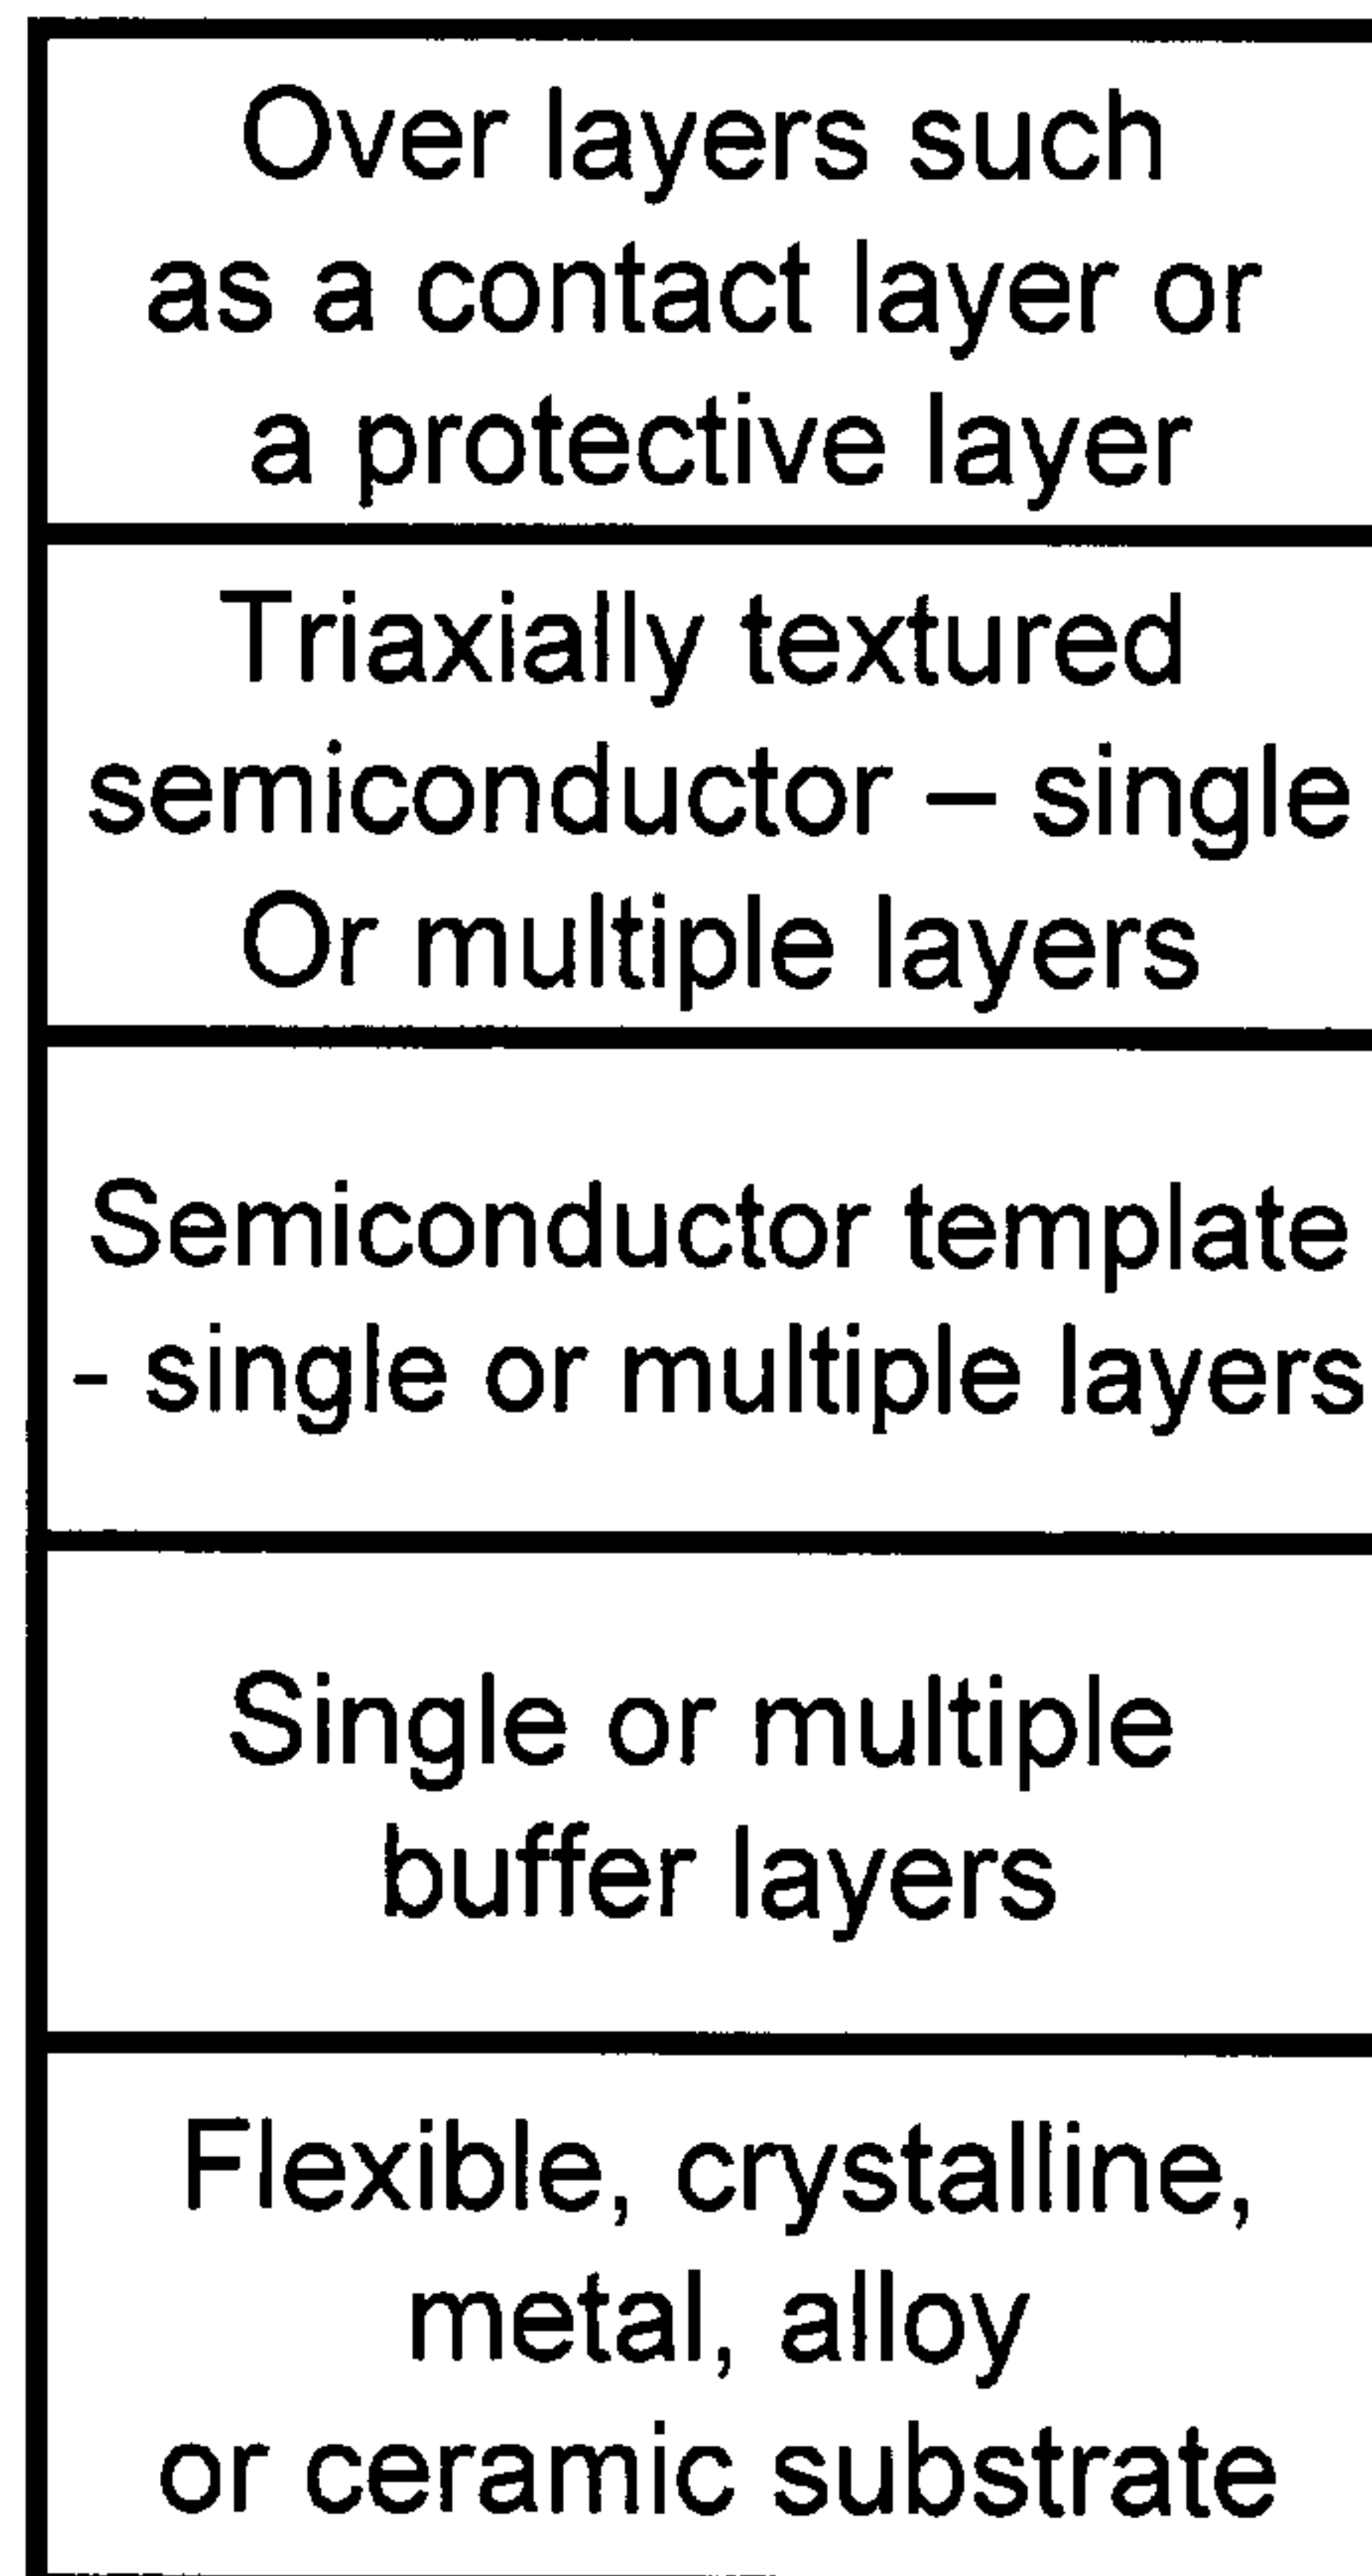 Over layers such
as a contact layer or
a protective layer
Triaxially textured
semiconductor – single
Or multiple layers
Semiconductor template
- single or multiple layers
Single or multiple
buffer layers
Flexible, crystalline,
metal, alloy
or ceramic substrate